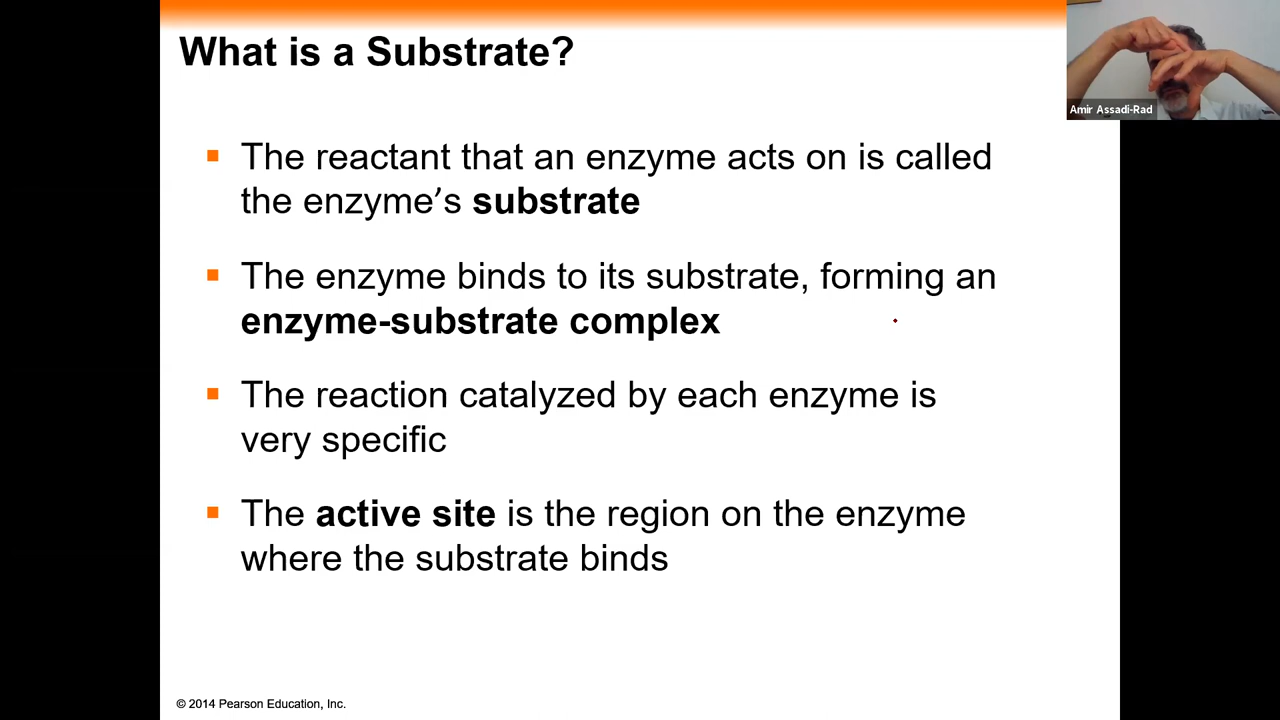 What is a Substrate?
Amir Assadi-Rad
The reactant that an enzyme acts on is called
the enzyme’s substrate
The enzyme binds to its substrate, forming an
enzyme-substrate complex
The reaction catalyzed by each enzyme is
very specific
The active site is the region on the enzyme
where the substrate binds
© 2014 Pearson Education, Inc.